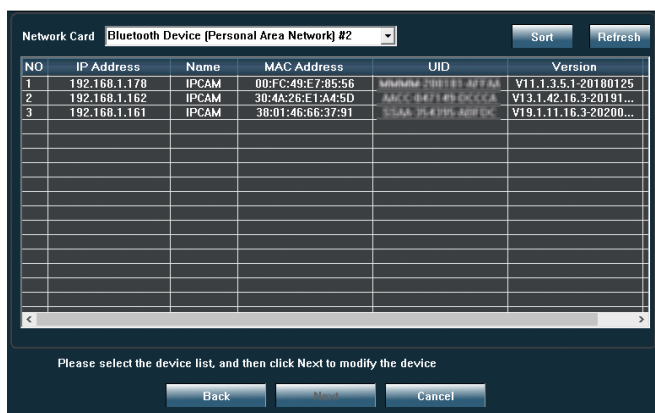 Network Card Bluetooth Device (Personal Area Network) #2 Sort Refresh
NO IP Address Name MAC Address UID Version
1 192.168.1.178 IPCAM 00:FC:49:E7:85:56 V11.1.3.5.1-20180125
2 192.168.1.162 IPCAM 30:4A:26:E1:A4:5D V13.1.42.16.3-20191...
3 192.168.1.161 IPCAM 38:01:46:66:37:91 V19.1.11.16.3-20200...
Please select the device list, and then click Next to modify the device
Back Next Cancel